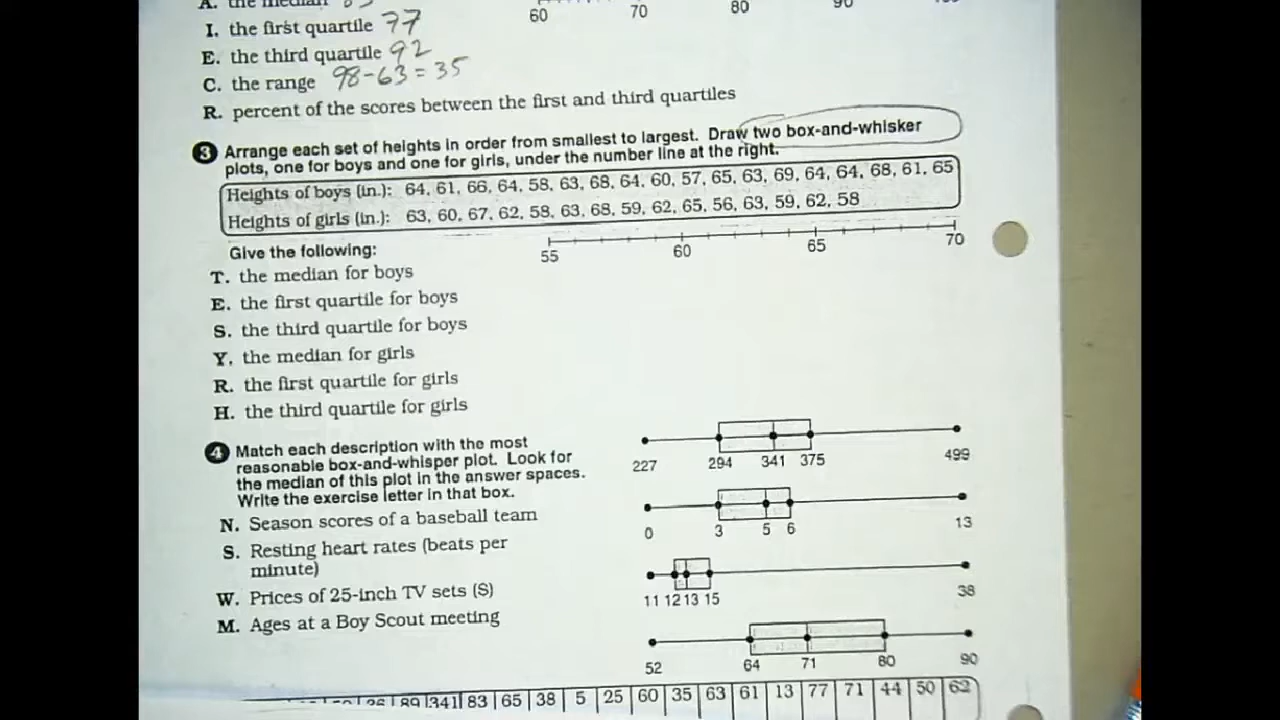 A. the median
60 70 80 90
I. the first quartile 77
E. the third quartile 92
C. the range 98-63=35
R. percent of the scores between the first and third quartiles
3 Arrange each set of heights in order from smallest to largest. Draw two box-and-whisker
plots, one for boys and one for girls, under the number line at the right.
Heights of boys (in.): 64, 61, 66, 64, 58, 63, 68, 64, 60, 57, 65, 63, 69, 64, 64, 68, 61, 65
Heights of girls (in.): 63, 60, 67, 62, 58, 63, 68, 59, 62, 65, 56, 63, 59, 62, 58
55 60 65 70
Give the following:
T. the median for boys
E. the first quartile for boys
S. the third quartile for boys
Y. the median for girls
R. the first quartile for girls
H. the third quartile for girls
4 Match each description with the most
reasonable box-and-whisper plot. Look for
the median of this plot in the answer spaces.
Write the exercise letter in that box.
N. Season scores of a baseball team
S. Resting heart rates (beats per
minute)
W. Prices of 25-inch TV sets ($)
M. Ages at a Boy Scout meeting
227 294 341 375 499
0 3 5 6 13
11 12 13 15 38
52 64 71 80 90
89 341 83 65 38 5 25 60 35 63 61 13 77 71 44 50 62